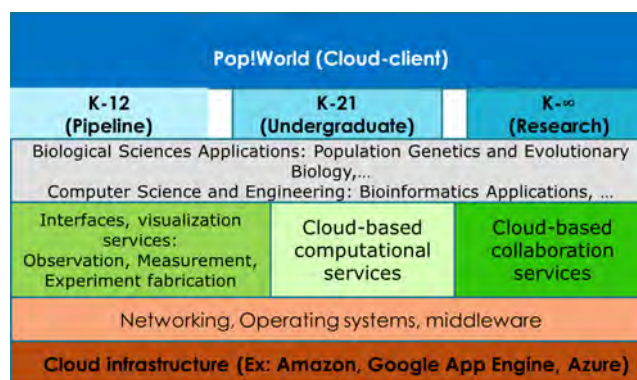 Pop!World (Cloud-client)
K-12
(Pipeline)
K-21
(Undergraduate)
K-∞
(Research)
Biological Sciences Applications: Population Genetics and Evolutionary
Biology,…
Computer Science and Engineering: Bioinformatics Applications, …
Interfaces, visualization
services:
Observation, Measurement,
Experiment fabrication
Cloud-based
computational
services
Cloud-based
collaboration
services
Networking, Operating systems, middleware
Cloud infrastructure (Ex: Amazon, Google App Engine, Azure)